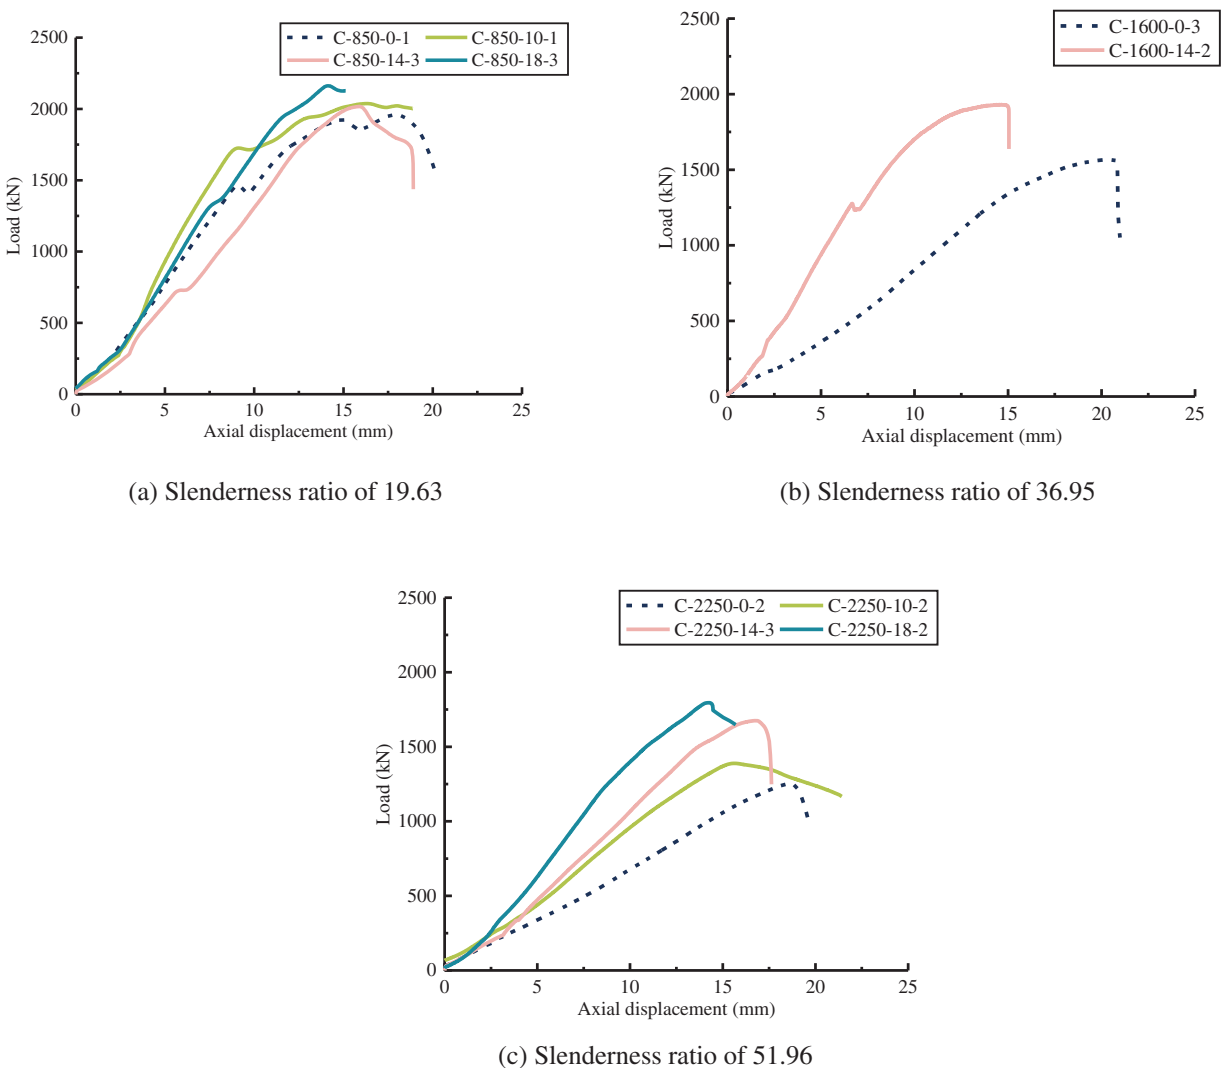 C-850-0-1 C-850-10-1
C-850-14-3 C-850-18-3
2500
2000
1500
1000
500
0
Load (kN)
0 5 10 15 20 25
Axial displacement (mm)
(a) Slenderness ratio of 19.63
C-1600-0-3
C-1600-14-2
2500
2000
1500
1000
500
0
Load (kN)
0 5 10 15 20 25
Axial displacement (mm)
(b) Slenderness ratio of 36.95
C-2250-0-2 C-2250-10-2
C-2250-14-3 C-2250-18-2
2500
2000
1500
1000
500
0
Load (kN)
0 5 10 15 20 25
Axial displacement (mm)
(c) Slenderness ratio of 51.96